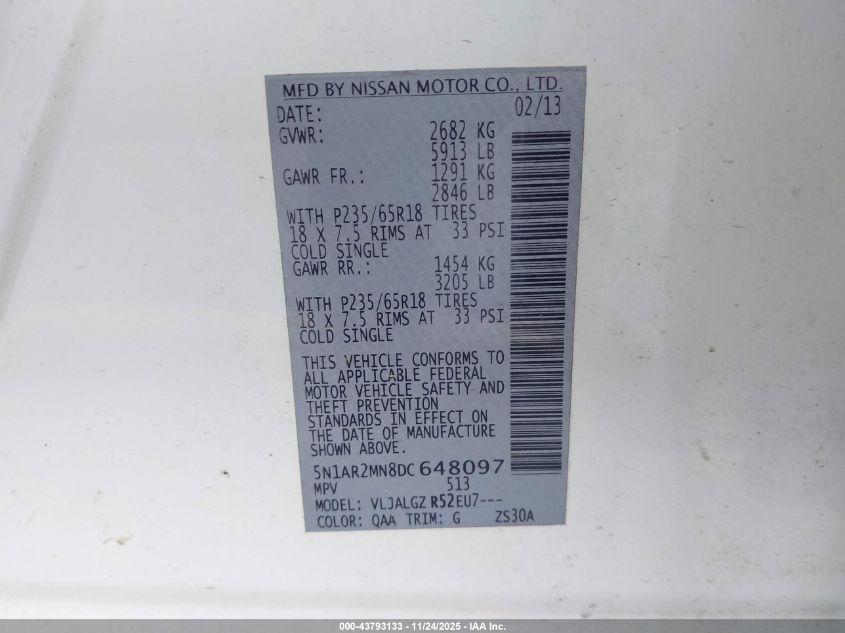 MFD BY NISSAN MOTOR CO., LTD.
DATE: 02/13
GVWR: 2682 KG
5913 LB
GAWR FR.: 1291 KG
2846 LB
WITH P235/65R18 TIRES
18 X 7.5 RIMS AT 33 PSI
COLD SINGLE
GAWR RR.: 1454 KG
3205 LB
WITH P235/65R18 TIRES
18 X 7.5 RIMS AT 33 PSI
COLD SINGLE
THIS VEHICLE CONFORMS TO
ALL APPLICABLE FEDERAL
MOTOR VEHICLE SAFETY AND
THEFT PREVENTION
STANDARDS IN EFFECT ON
THE DATE OF MANUFACTURE
SHOWN ABOVE.
5N1AR2MN8DC648097
MPV 513
MODEL: VLJALGZ R52EU7---
COLOR: QAA TRIM: G ZS30A
000-43793133 - 11/24/2025 - IAA Inc.